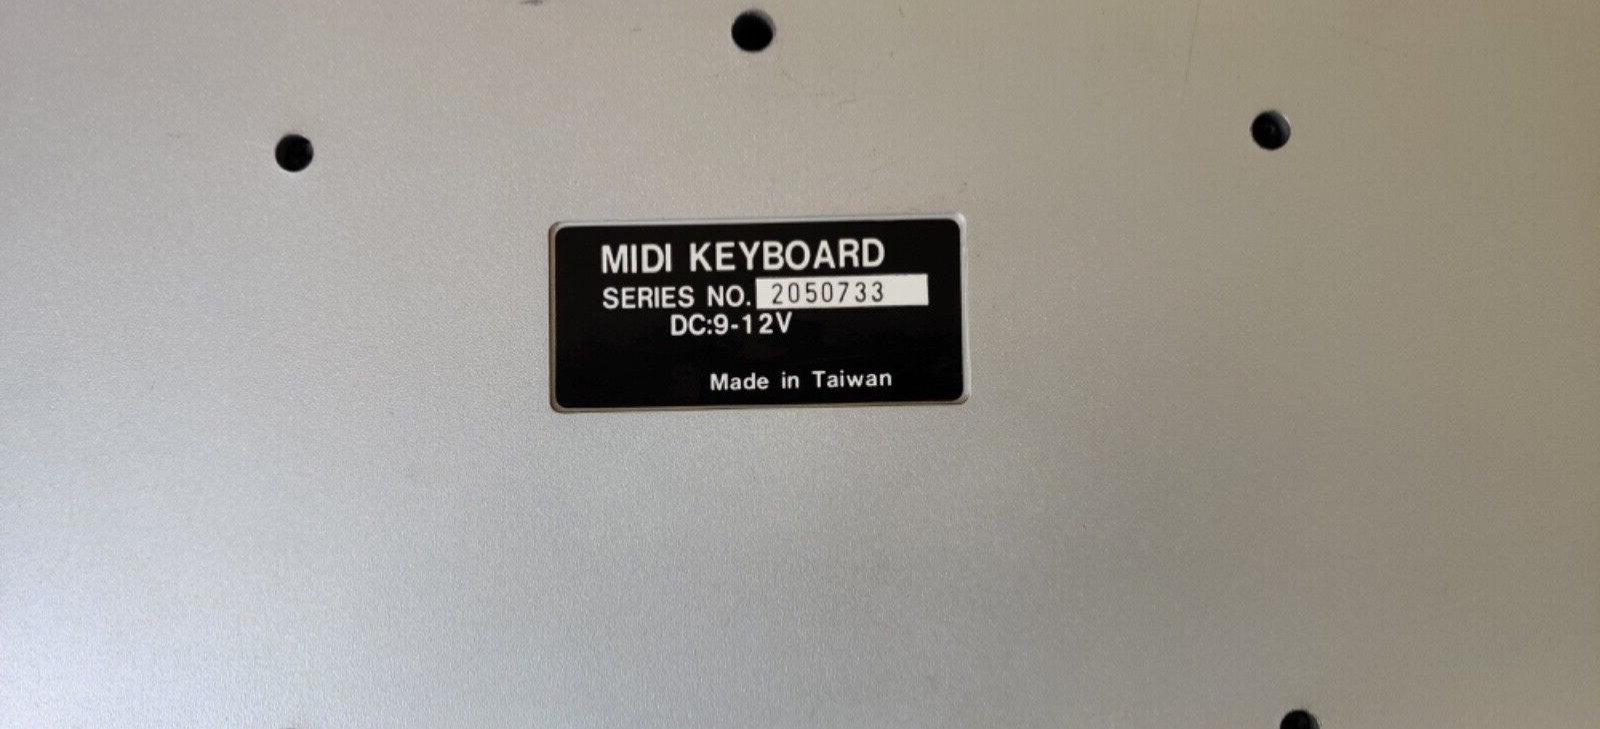 MIDI KEYBOARD
SERIES NO. 2050733
DC:9-12V
Made in Taiwan